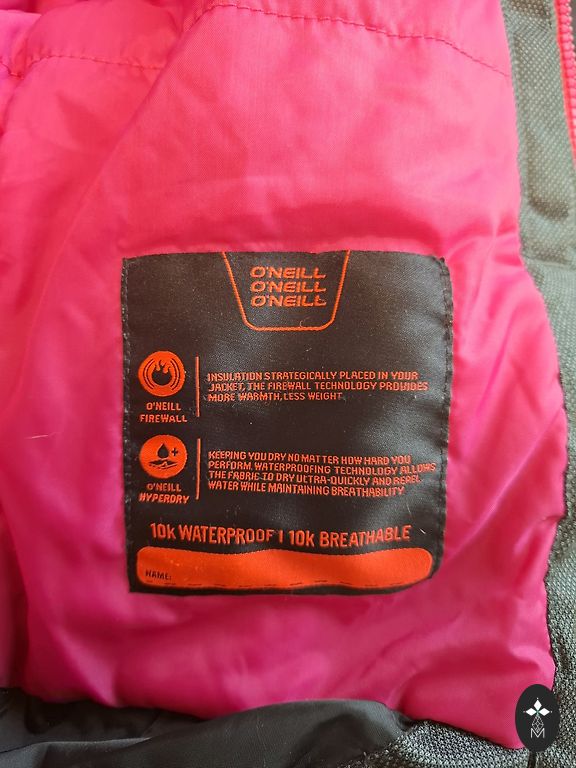 O'NEILL
O'NEILL
O'NEILL
INSULATION STRATEGICALLY PLACED IN YOUR
JACKET, THE FIREWALL TECHNOLOGY PROVIDES
MORE WARMTH, LESS WEIGHT
O'NEILL
FIREWALL
KEEPING YOU DRY NO MATTER HOW HARD YOU
PERFORM. WATERPROOFING TECHNOLOGY ALLOWS
THE FABRIC TO DRY ULTRA-QUICKLY AND REPEL
WATER WHILE MAINTAINING BREATHABILITY
O'NEILL
HYPERDRY
10K WATERPROOF | 10K BREATHABLE
NAME:
M